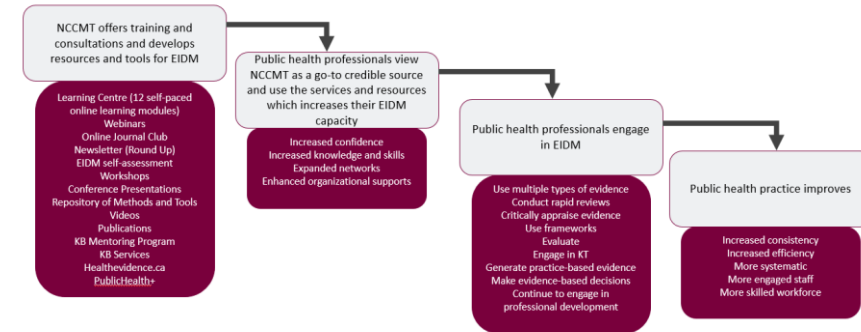 NCCMT offers training and
consultations and develops
resources and tools for EIDM
Learning Centre (12 self-paced
online learning modules)
Webinars
Online Journal Club
Newsletter (Round Up)
EIDM self-assessment
Workshops
Conference Presentations
Repository of Methods and Tools
Videos
Publications
KB Mentoring Program
KB Services
Healthevidence.ca
PublicHealth+
Public health professionals view
NCCMT as a go-to credible source
and use the services and resources
which increases their EIDM
capacity
Increased confidence
Increased knowledge and skills
Expanded networks
Enhanced organizational supports
Public health professionals engage
in EIDM
Use multiple types of evidence
Conduct rapid reviews
Critically appraise evidence
Use frameworks
Evaluate
Engage in KT
Generate practice-based evidence
Make evidence-based decisions
Continue to engage in
professional development
Public health practice improves
Increased consistency
Increased efficiency
More systematic
More engaged staff
More skilled workforce